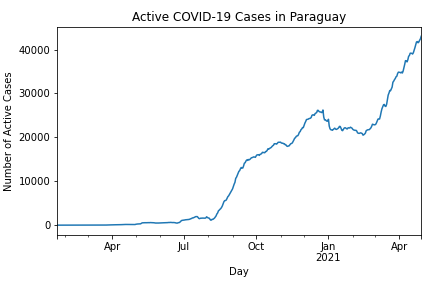 Active COVID-19 Cases in Paraguay
Number of Active Cases
40000
30000
20000
10000
0
Apr Jul Oct Jan Apr
2021
Day